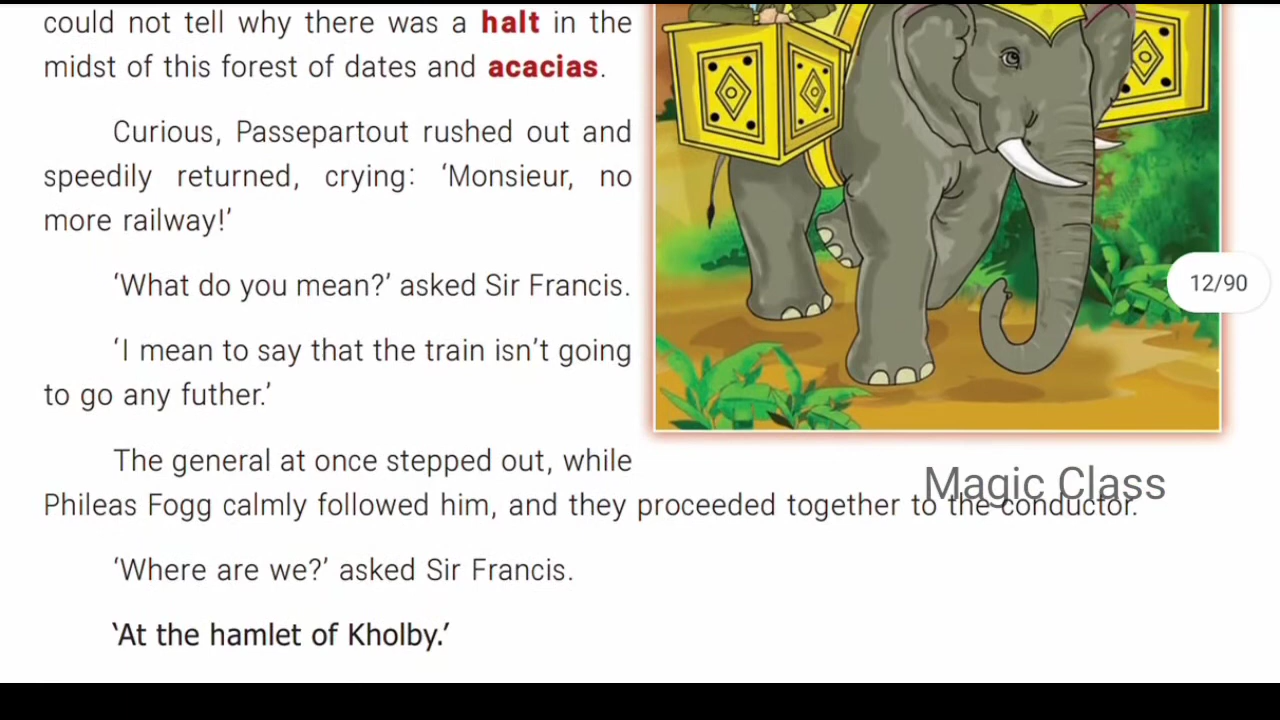 could not tell why there was a halt in the
midst of this forest of dates and acacias.
Curious, Passepartout rushed out and
speedily returned, crying: ‘Monsieur, no
more railway!’
‘What do you mean?’ asked Sir Francis.
‘I mean to say that the train isn’t going
to go any futher.’
The general at once stepped out, while
Phileas Fogg calmly followed him, and they proceeded together to the conductor.
‘Where are we?’ asked Sir Francis.
‘At the hamlet of Kholby.’
12/90
Magic Class